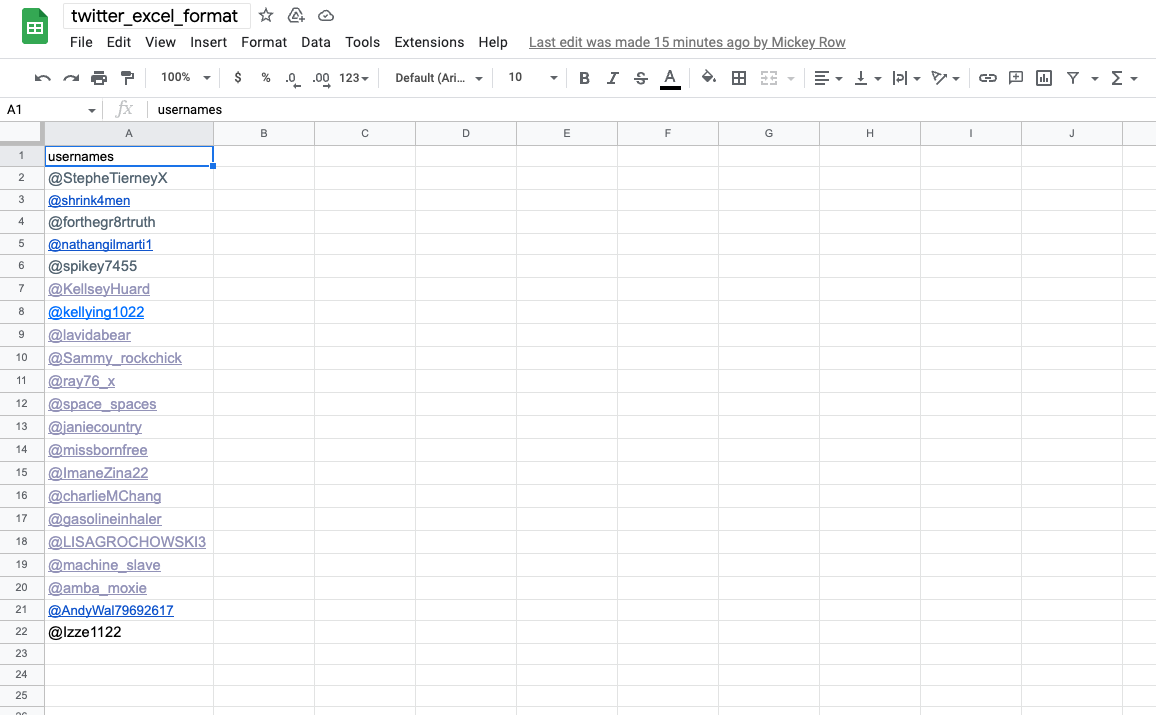 twitter_excel_format
File Edit View Insert Format Data Tools Extensions Help Last edit was made 15 minutes ago by Mickey Row
100% $ % .0 .00 123 Default (Ari... 10 B I S A
A1 fx usernames
A B C D E F G H I J
1 usernames
2 @StepheTierneyX
3 @shrink4men
4 @forthegr8rtruth
5 @nathangilmarti1
6 @spikey7455
7 @KellseyHuard
8 @kellying1022
9 @lavidabear
10 @Sammy_rockchick
11 @ray76_x
12 @space_spaces
13 @janiecountry
14 @missbornfree
15 @ImaneZina22
16 @charlieMChang
17 @gasolineinhaler
18 @LISAGROCHOWSKI3
19 @machine_slave
20 @amba_moxie
21 @AndyWal79692617
22 @Izze1122
23
24
25